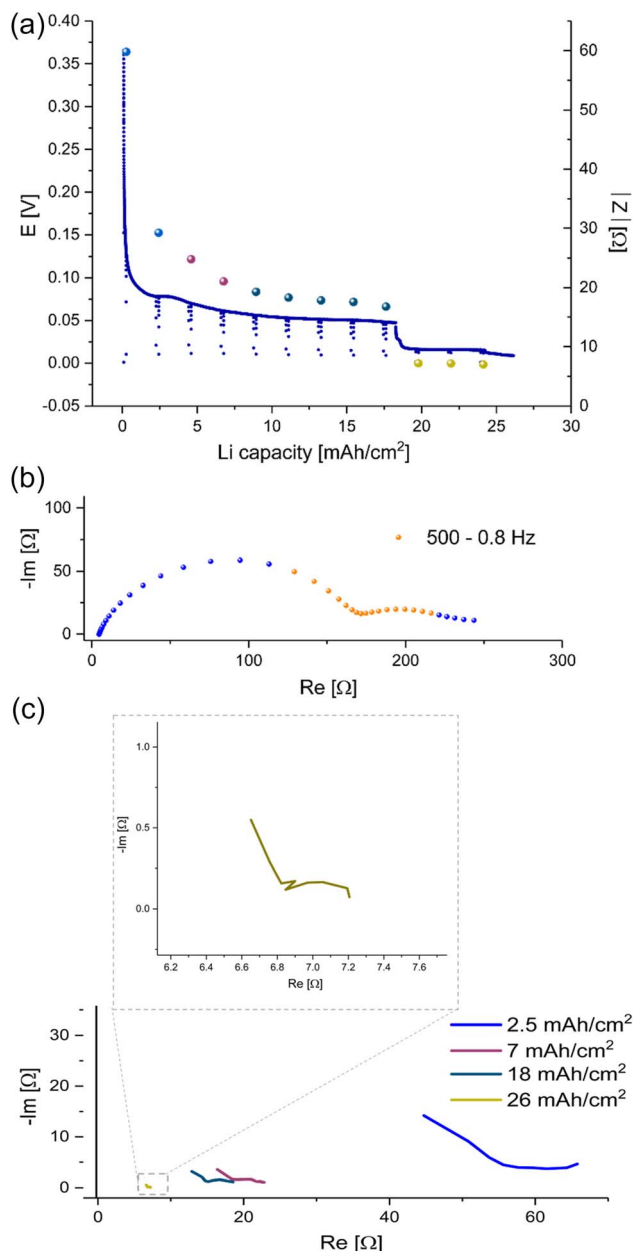 (a)
0.40
0.35
0.30
0.25
0.20
0.15
0.10
0.05
0.00
-0.05
E [V]
60
50
40
30
20
10
0
| Z | [Ω]
0 5 10 15 20 25 30
Li capacity [mAh/cm²]
(b)
100
50
0
-Im [Ω]
500 - 0.8 Hz
0 100 200 300
Re [Ω]
(c)
1.0
0.5
0.0
-Im [Ω]
6.2 6.4 6.6 6.8 7.0 7.2 7.4 7.6
Re [Ω]
30
20
10
0
-Im [Ω]
2.5 mAh/cm²
7 mAh/cm²
18 mAh/cm²
26 mAh/cm²
0 20 40 60
Re [Ω]